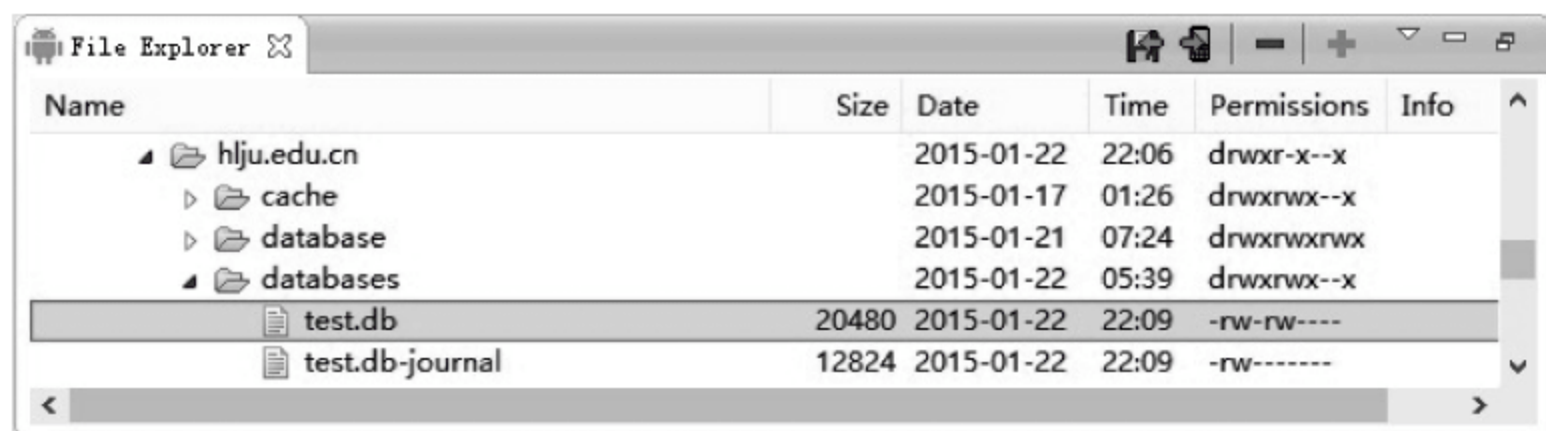 File Explorer
Name Size Date Time Permissions Info
hlju.edu.cn 2015-01-22 22:06 drwxr-x--x
cache 2015-01-17 01:26 drwxrwx--x
database 2015-01-21 07:24 drwxrwxrwx
databases 2015-01-22 05:39 drwxrwx--x
test.db 20480 2015-01-22 22:09 -rw-rw----
test.db-journal 12824 2015-01-22 22:09 -rw-------